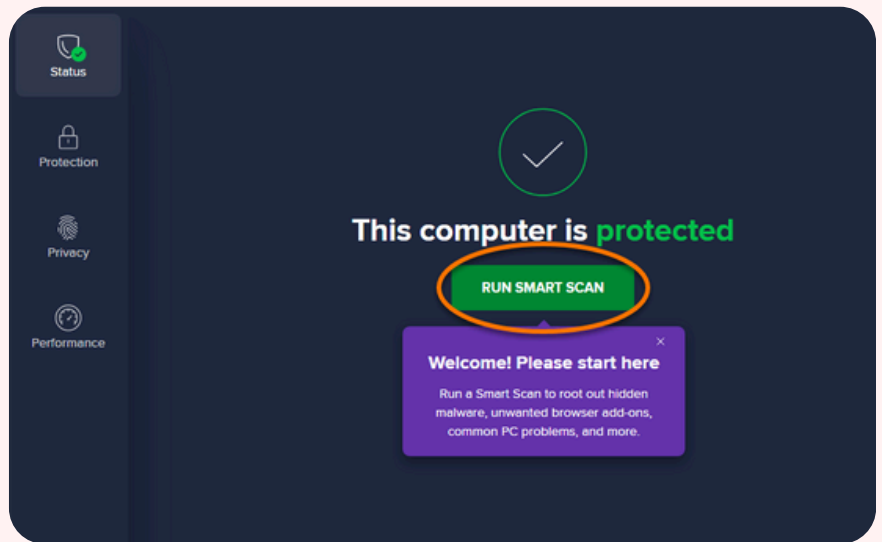 Status
Protection
Privacy
Performance
This computer is protected
RUN SMART SCAN
Welcome! Please start here
Run a Smart Scan to root out hidden
malware, unwanted browser add-ons,
common PC problems, and more.